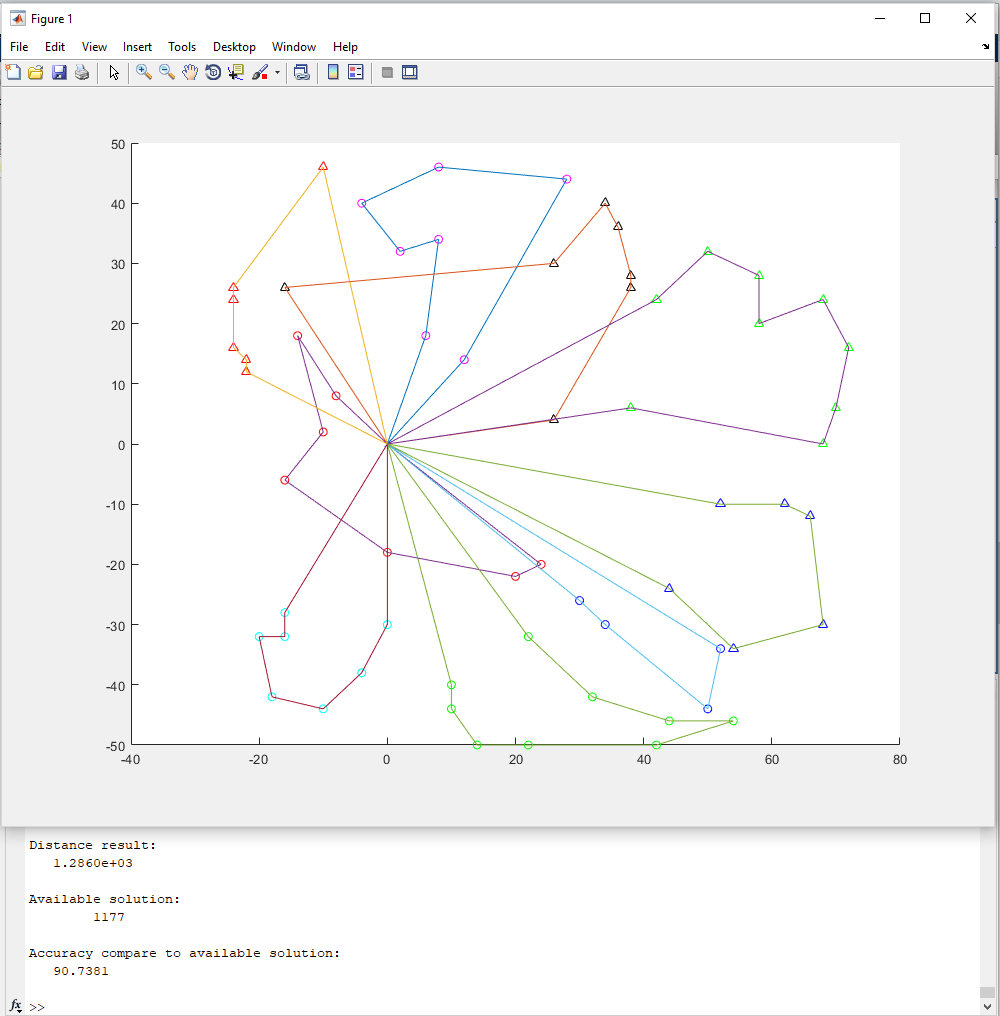 Figure 1
File Edit View Insert Tools Desktop Window Help
50
40
30
20
10
0
-10
-20
-30
-40
-50
-40 -20 0 20 40 60 80
Distance result:
1.2860e+03
Available solution:
1177
Accuracy compare to available solution:
90.7381
fx >>